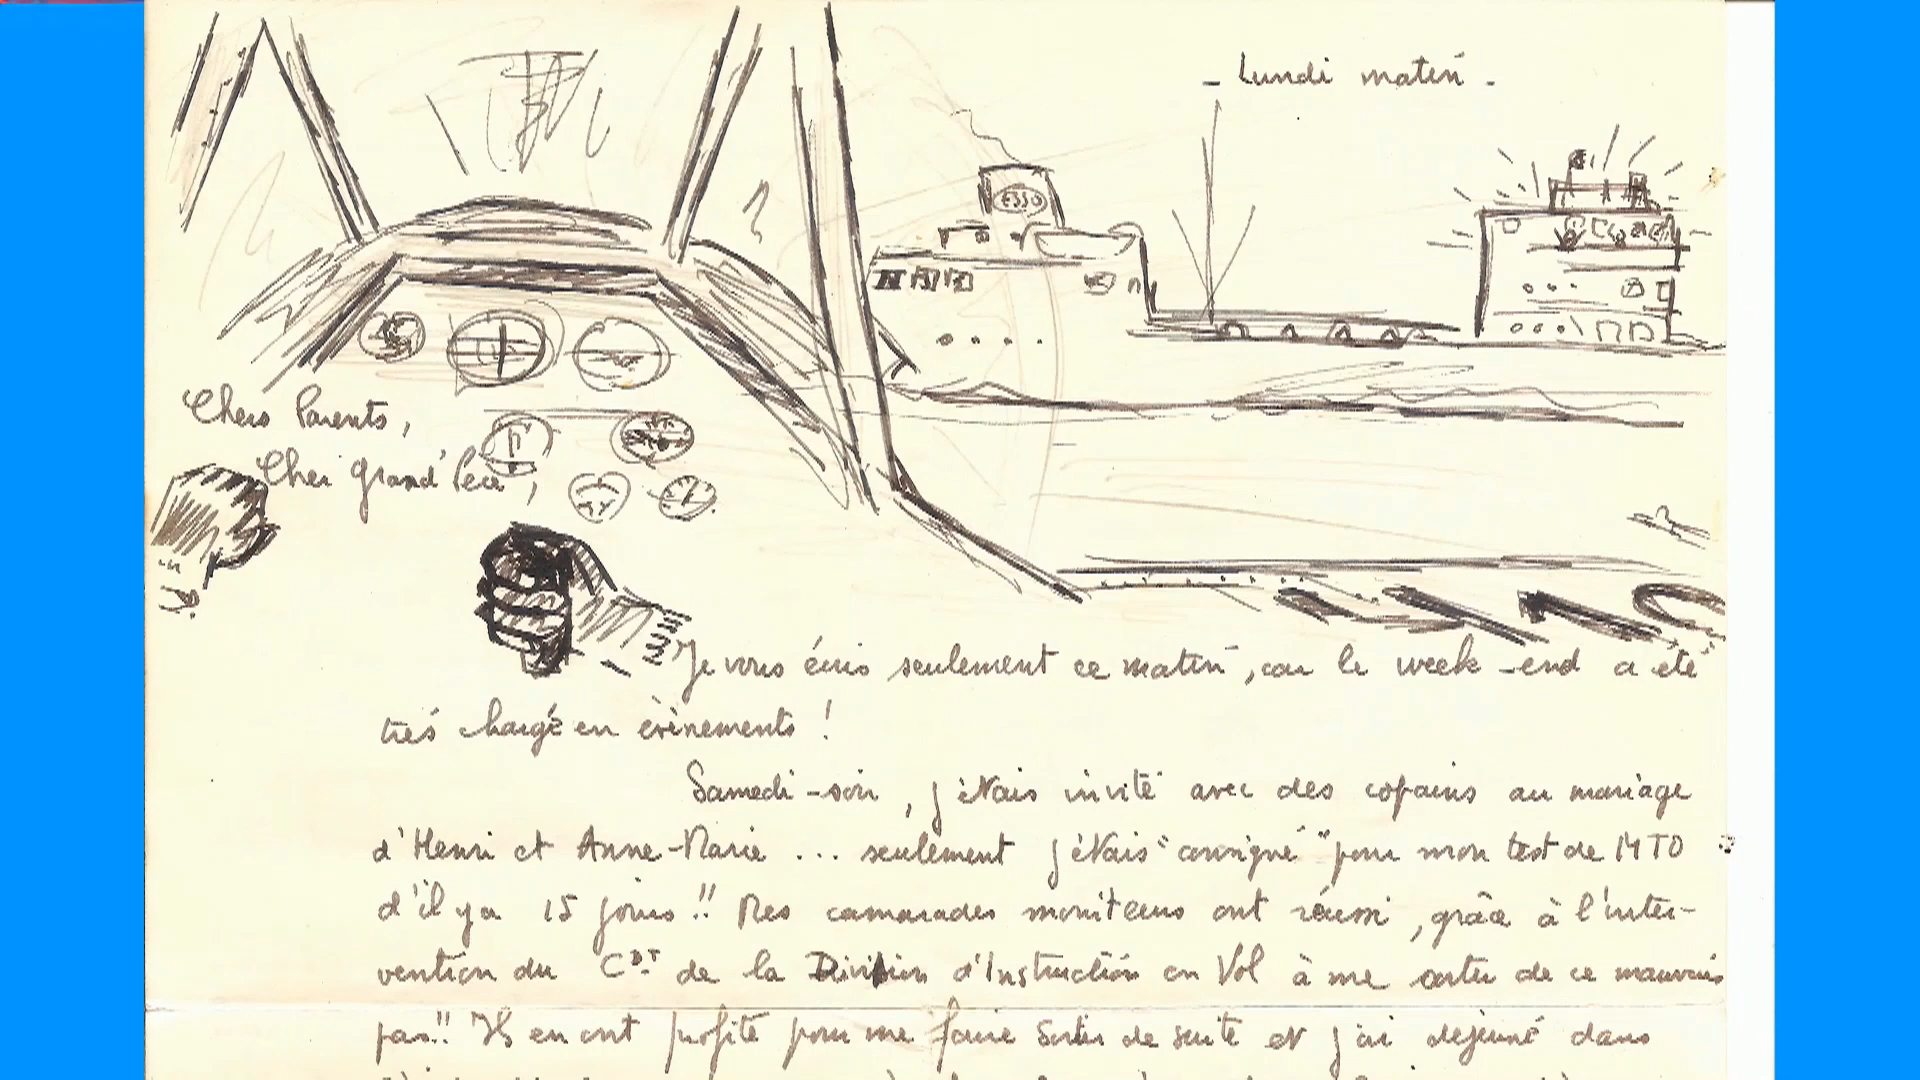 - Lundi matin -
ESSO
Chers Parents,
Cher Grand'Père,
Je vous écris seulement ce matin, car le week-end a été
très chargé en évènements !
Samedi-soir, j'étais invité avec des copains au mariage
d'Henri et Anne-Marie ... seulement j'étais "consigné" pour mon test de MTO
d'il y a 15 jours !! Mes camarades moniteurs ont réussi, grâce à l'inter-
vention du CDT de la Division d'Instruction en Vol à me sortir de ce mauvais
pas!! Ils en ont profité pour me faire sortir de suite et j'ai déjeuné dans